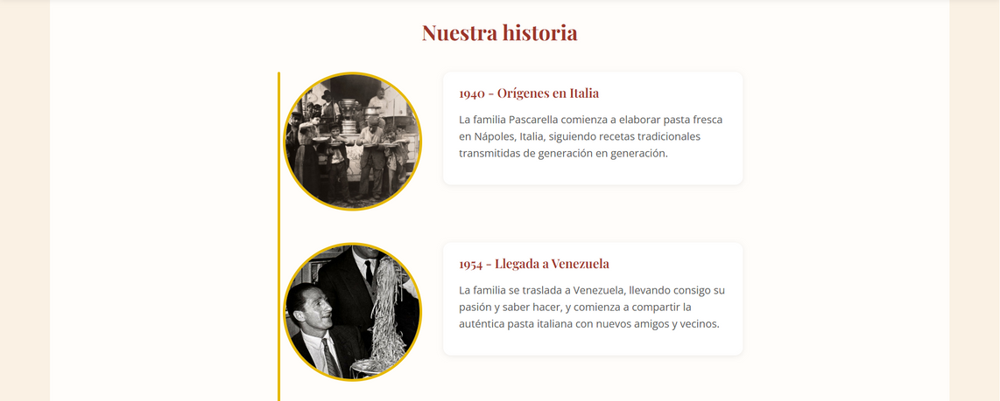 Nuestra historia
1940 - Orígenes en Italia
La familia Pascarella comienza a elaborar pasta fresca
en Nápoles, Italia, siguiendo recetas tradicionales
transmitidas de generación en generación.
1954 - Llegada a Venezuela
La familia se traslada a Venezuela, llevando consigo su
pasión y saber hacer, y comienza a compartir la
auténtica pasta italiana con nuevos amigos y vecinos.